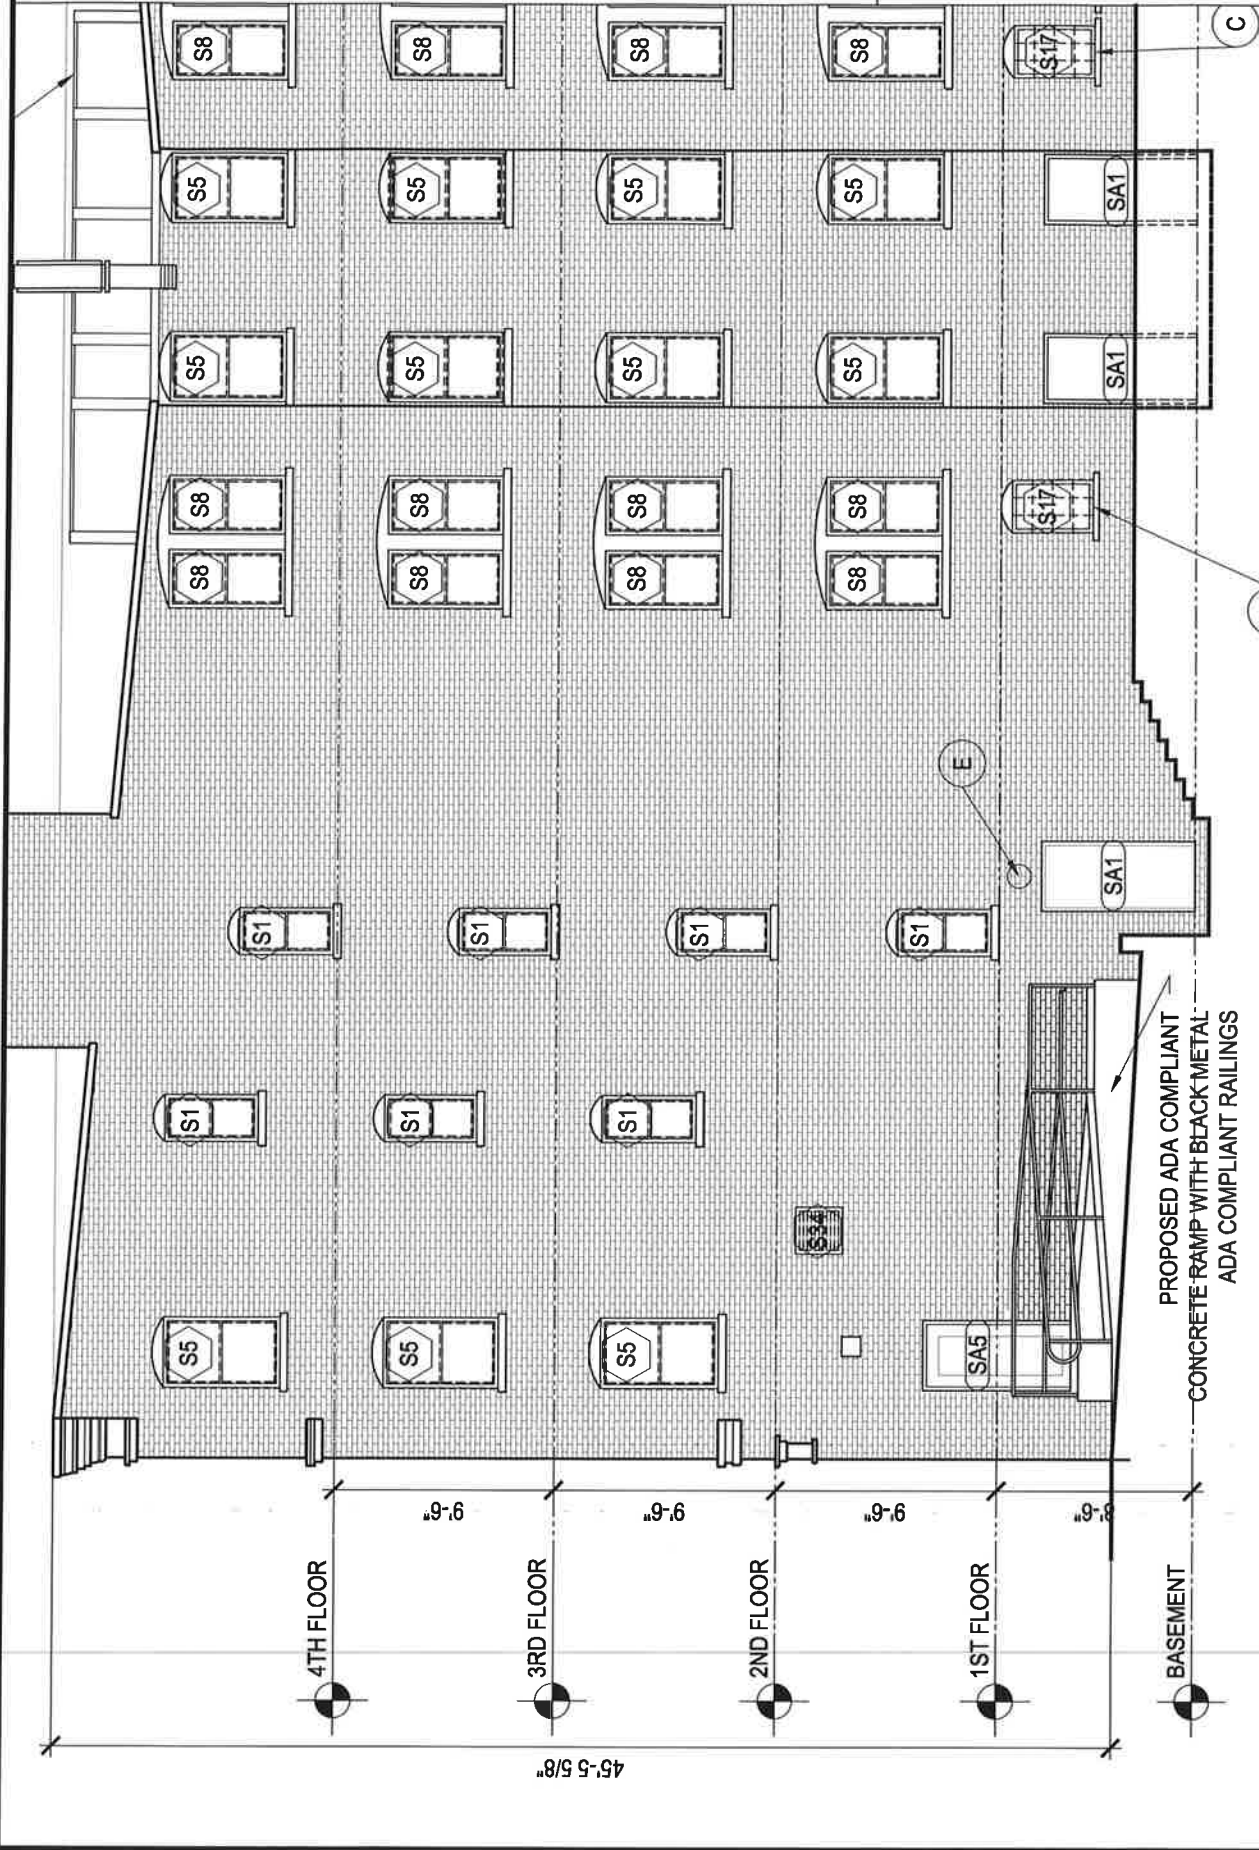 S5 S1 S8 S8 S5 S5 S8
S1
4TH FLOOR
S5 S1 S8 S8 S5 S5 S8
9'-6"
S1
3RD FLOOR
45'-5 5/8"
S5 S1 S8 S8 S5 S5 S8
9'-6"
S1
2ND FLOOR
S34
S8 S8 S5 S5 S8
9'-6"
S1
E
1ST FLOOR
SA5
S17 S17
8'-6"
SA1 SA1 SA1
BASEMENT
PROPOSED ADA COMPLIANT
CONCRETE RAMP WITH BLACK METAL
ADA COMPLIANT RAILINGS
C